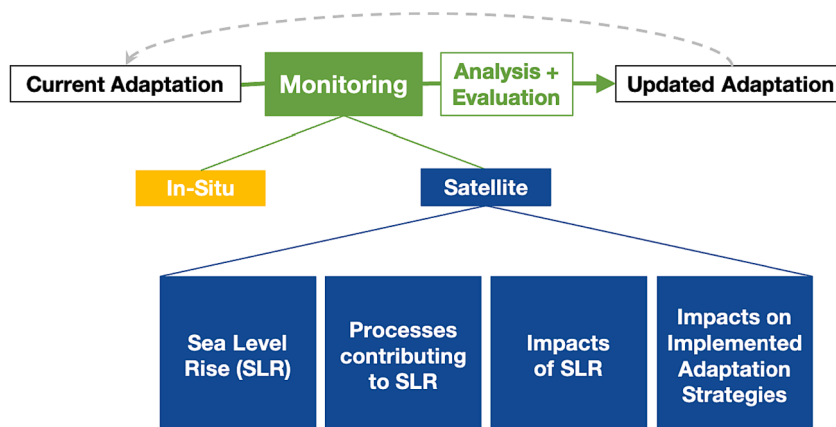 Current Adaptation
Monitoring
Analysis +
Evaluation
Updated Adaptation
In-Situ
Satellite
Sea Level
Rise (SLR)
Processes
contributing
to SLR
Impacts
of SLR
Impacts on
Implemented
Adaptation
Strategies